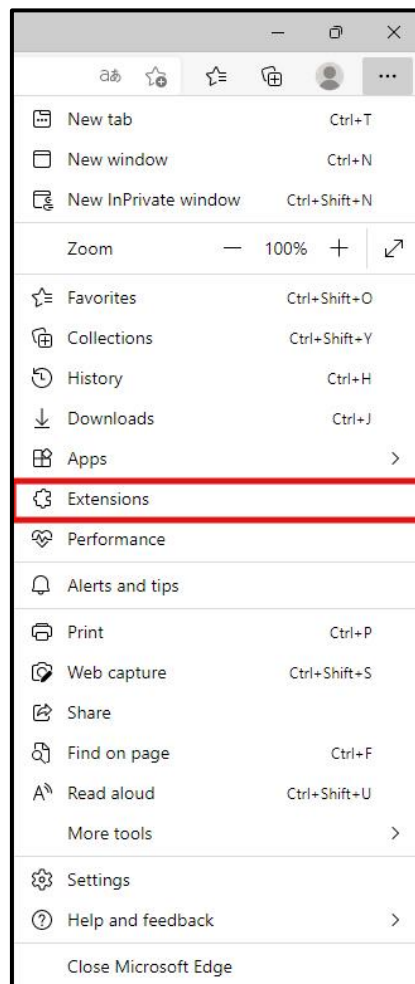 aあ
New tab Ctrl+T
New window Ctrl+N
New InPrivate window Ctrl+Shift+N
Zoom — 100% +
Favorites Ctrl+Shift+O
Collections Ctrl+Shift+Y
History Ctrl+H
Downloads Ctrl+J
Apps
Extensions
Performance
Alerts and tips
Print Ctrl+P
Web capture Ctrl+Shift+S
Share
Find on page Ctrl+F
Read aloud Ctrl+Shift+U
More tools
Settings
Help and feedback
Close Microsoft Edge